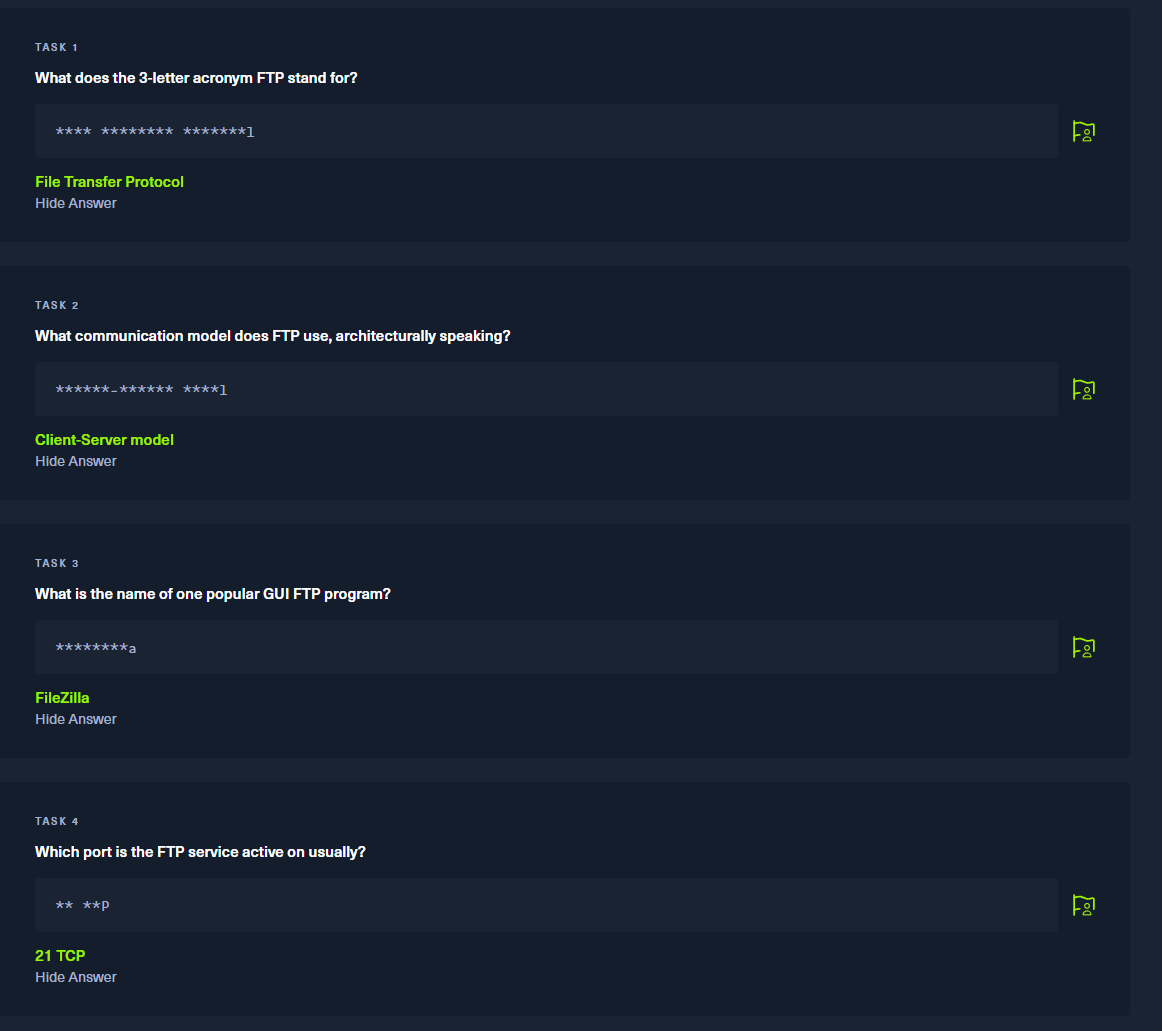 TASK 1
What does the 3-letter acronym FTP stand for?
**** ******** *******l
File Transfer Protocol
Hide Answer
TASK 2
What communication model does FTP use, architecturally speaking?
******-****** ****l
Client-Server model
Hide Answer
TASK 3
What is the name of one popular GUI FTP program?
********a
FileZilla
Hide Answer
TASK 4
Which port is the FTP service active on usually?
** **P
21 TCP
Hide Answer